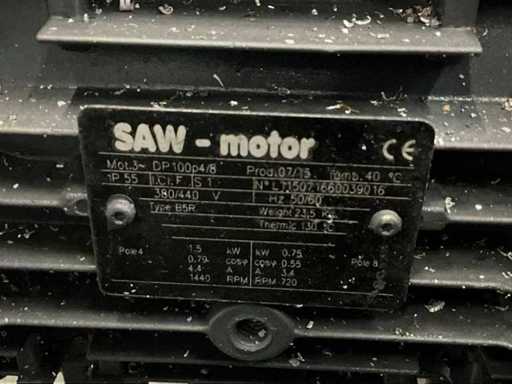 SAW - motor CE
Mot.3~ DP100p4/8 Prod.07/15 Tamb. 40 °C
IP 55 I.Cl.F S 1 N° L715071660039016
380/440 V Hz 50/60
Type B5R Weight 23,5 Kg
Thermic 130 °C
Pole 4 1.5 kW kW 0.75 Pole 8
0.79 cosφ cosφ 0.55
4.4 A A 3.4
1440 RPM RPM 720